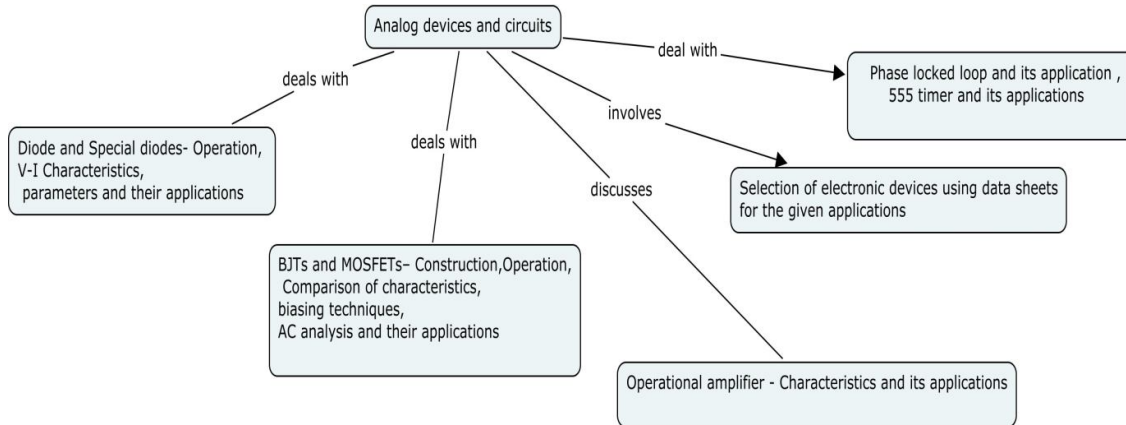 Analog devices and circuits
deal with
deals with
Phase locked loop and its application ,
555 timer and its applications
involves
Diode and Special diodes- Operation,
V-I Characteristics,
parameters and their applications
deals with
discusses
Selection of electronic devices using data sheets
for the given applications
BJTs and MOSFETs– Construction,Operation,
Comparison of characteristics,
biasing techniques,
AC analysis and their applications
Operational amplifier - Characteristics and its applications